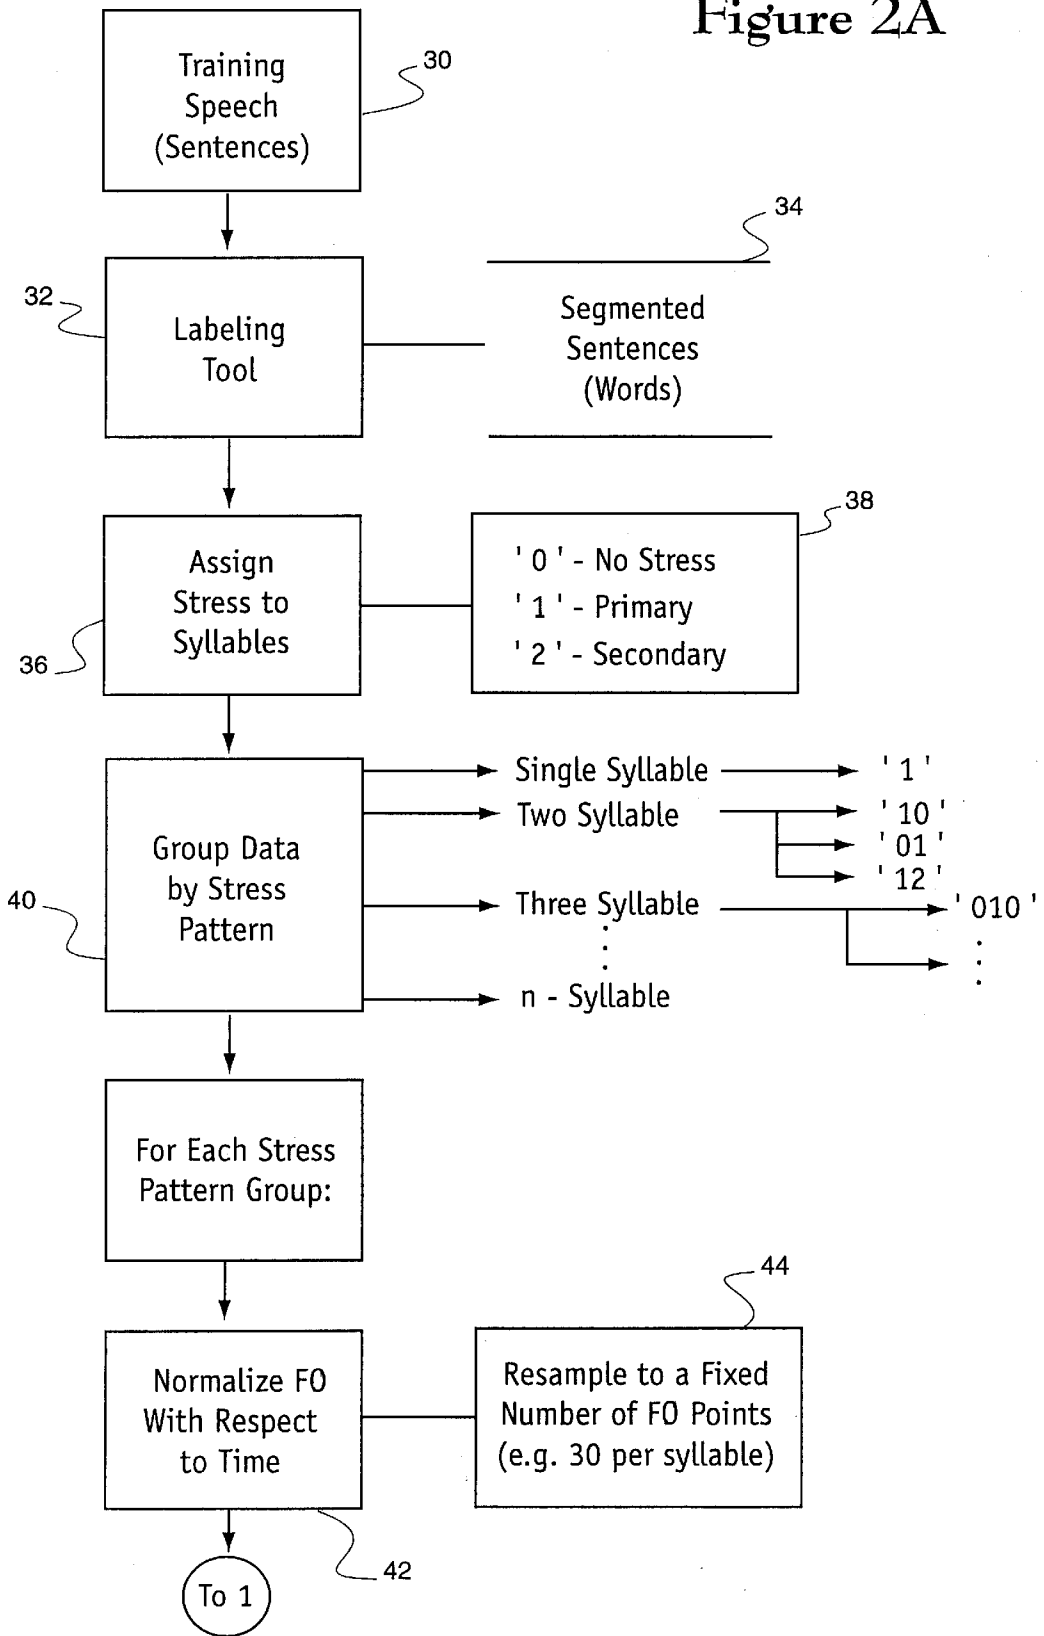 Figure 2A
Training
Speech
(Sentences)
30
34
32
Labeling
Tool
Segmented
Sentences
(Words)
38
Assign
Stress to
Syllables
36
'0' - No Stress
'1' - Primary
'2' - Secondary
40
Group Data
by Stress
Pattern
Single Syllable
'1'
Two Syllable
'10'
'01'
'12'
Three Syllable
'010'
n - Syllable
For Each Stress
Pattern Group:
44
Normalize F0
With Respect
to Time
Resample to a Fixed
Number of F0 Points
(e.g. 30 per syllable)
42
To 1